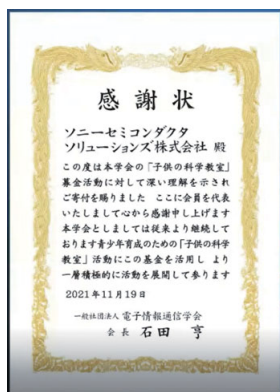 感謝状
ソニーセミコンダクタ
ソリューションズ株式会社 殿
この度は本学会の「子供の科学教室」
募金活動に対して深い理解を示され
ご寄付を賜りました ここに会員を代表
いたしまして心から感謝申し上げます
本学会としましては従来より継続して
おります青少年育成のための「子供の科学
教室」活動にこの基金を活用し より
一層積極的に活動を展開して参ります
2021年11月19日
一般社団法人 電子情報通信学会
会長 石田 亨